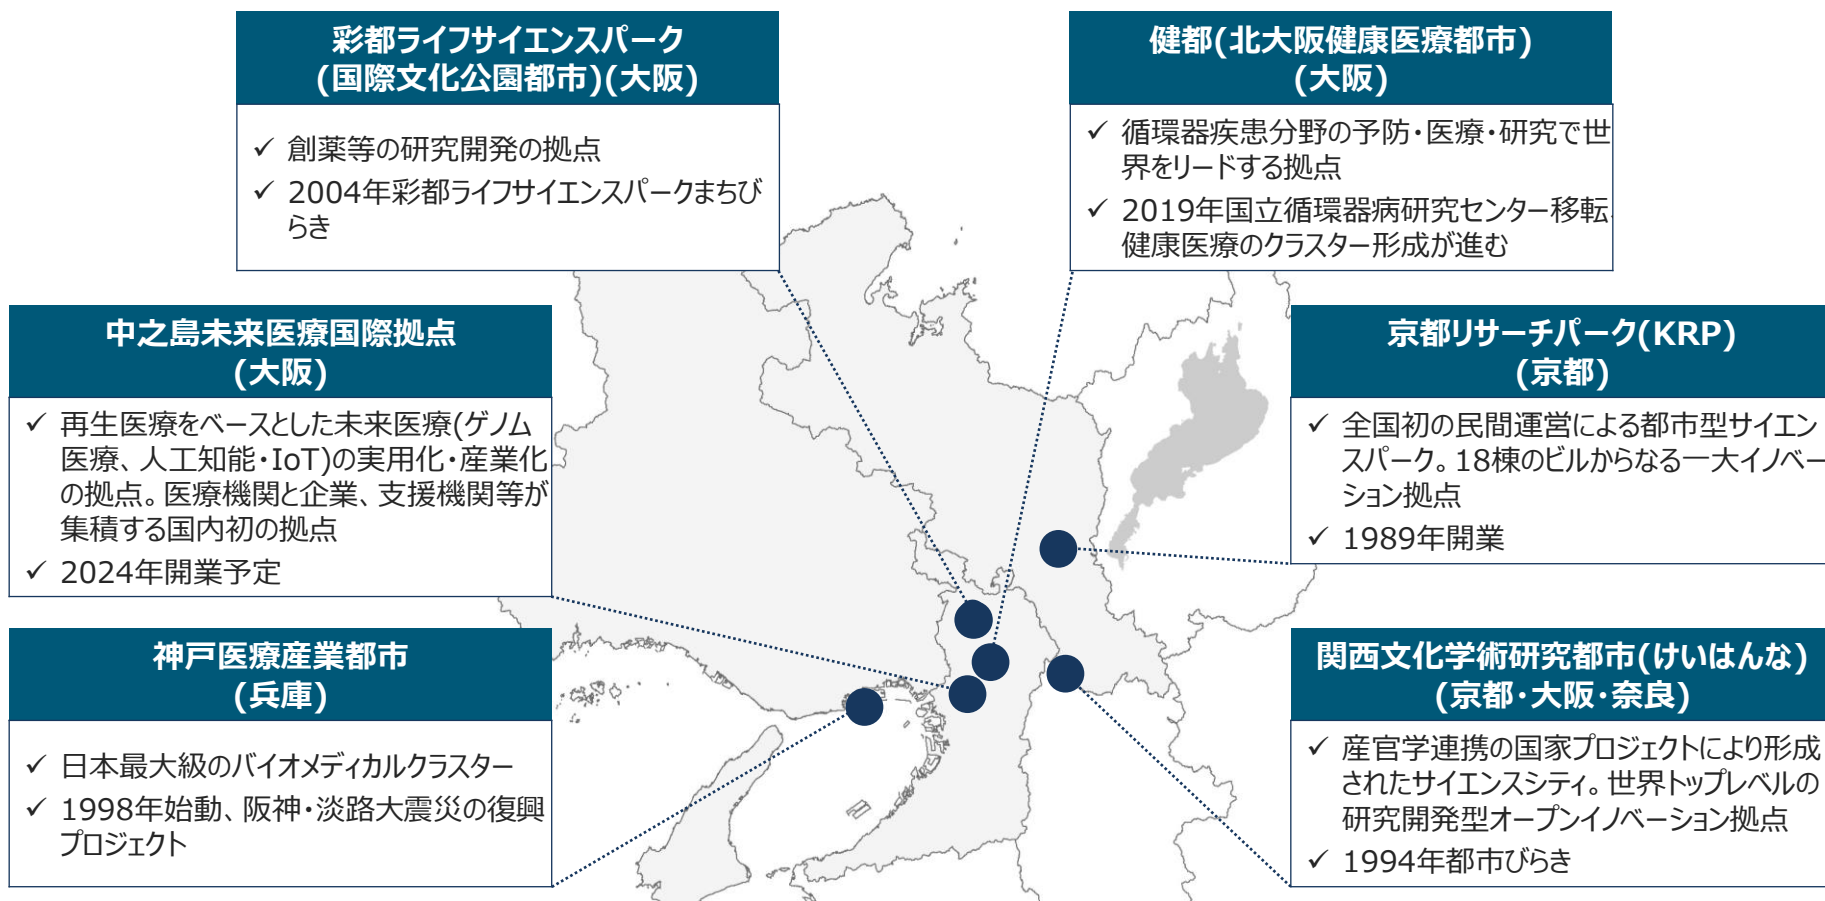 彩都ライフサイエンスパーク
(国際文化公園都市)(大阪)
✓ 創薬等の研究開発の拠点
✓ 2004年彩都ライフサイエンスパークまちび
らき
健都(北大阪健康医療都市)
(大阪)
✓ 循環器疾患分野の予防・医療・研究で世
界をリードする拠点
✓ 2019年国立循環器病研究センター移転、
健康医療のクラスター形成が進む
中之島未来医療国際拠点
(大阪)
✓ 再生医療をベースとした未来医療(ゲノム
医療、人工知能・IoT)の実用化・産業化
の拠点。医療機関と企業、支援機関等が
集積する国内初の拠点
✓ 2024年開業予定
京都リサーチパーク(KRP)
(京都)
✓ 全国初の民間運営による都市型サイエン
スパーク。18棟のビルからなる一大イノベー
ション拠点
✓ 1989年開業
神戸医療産業都市
(兵庫)
✓ 日本最大級のバイオメディカルクラスター
✓ 1998年始動、阪神・淡路大震災の復興
プロジェクト
関西文化学術研究都市(けいはんな)
(京都・大阪・奈良)
✓ 産官学連携の国家プロジェクトにより形成
されたサイエンスシティ。世界トップレベルの
研究開発型オープンイノベーション拠点
✓ 1994年都市びらき